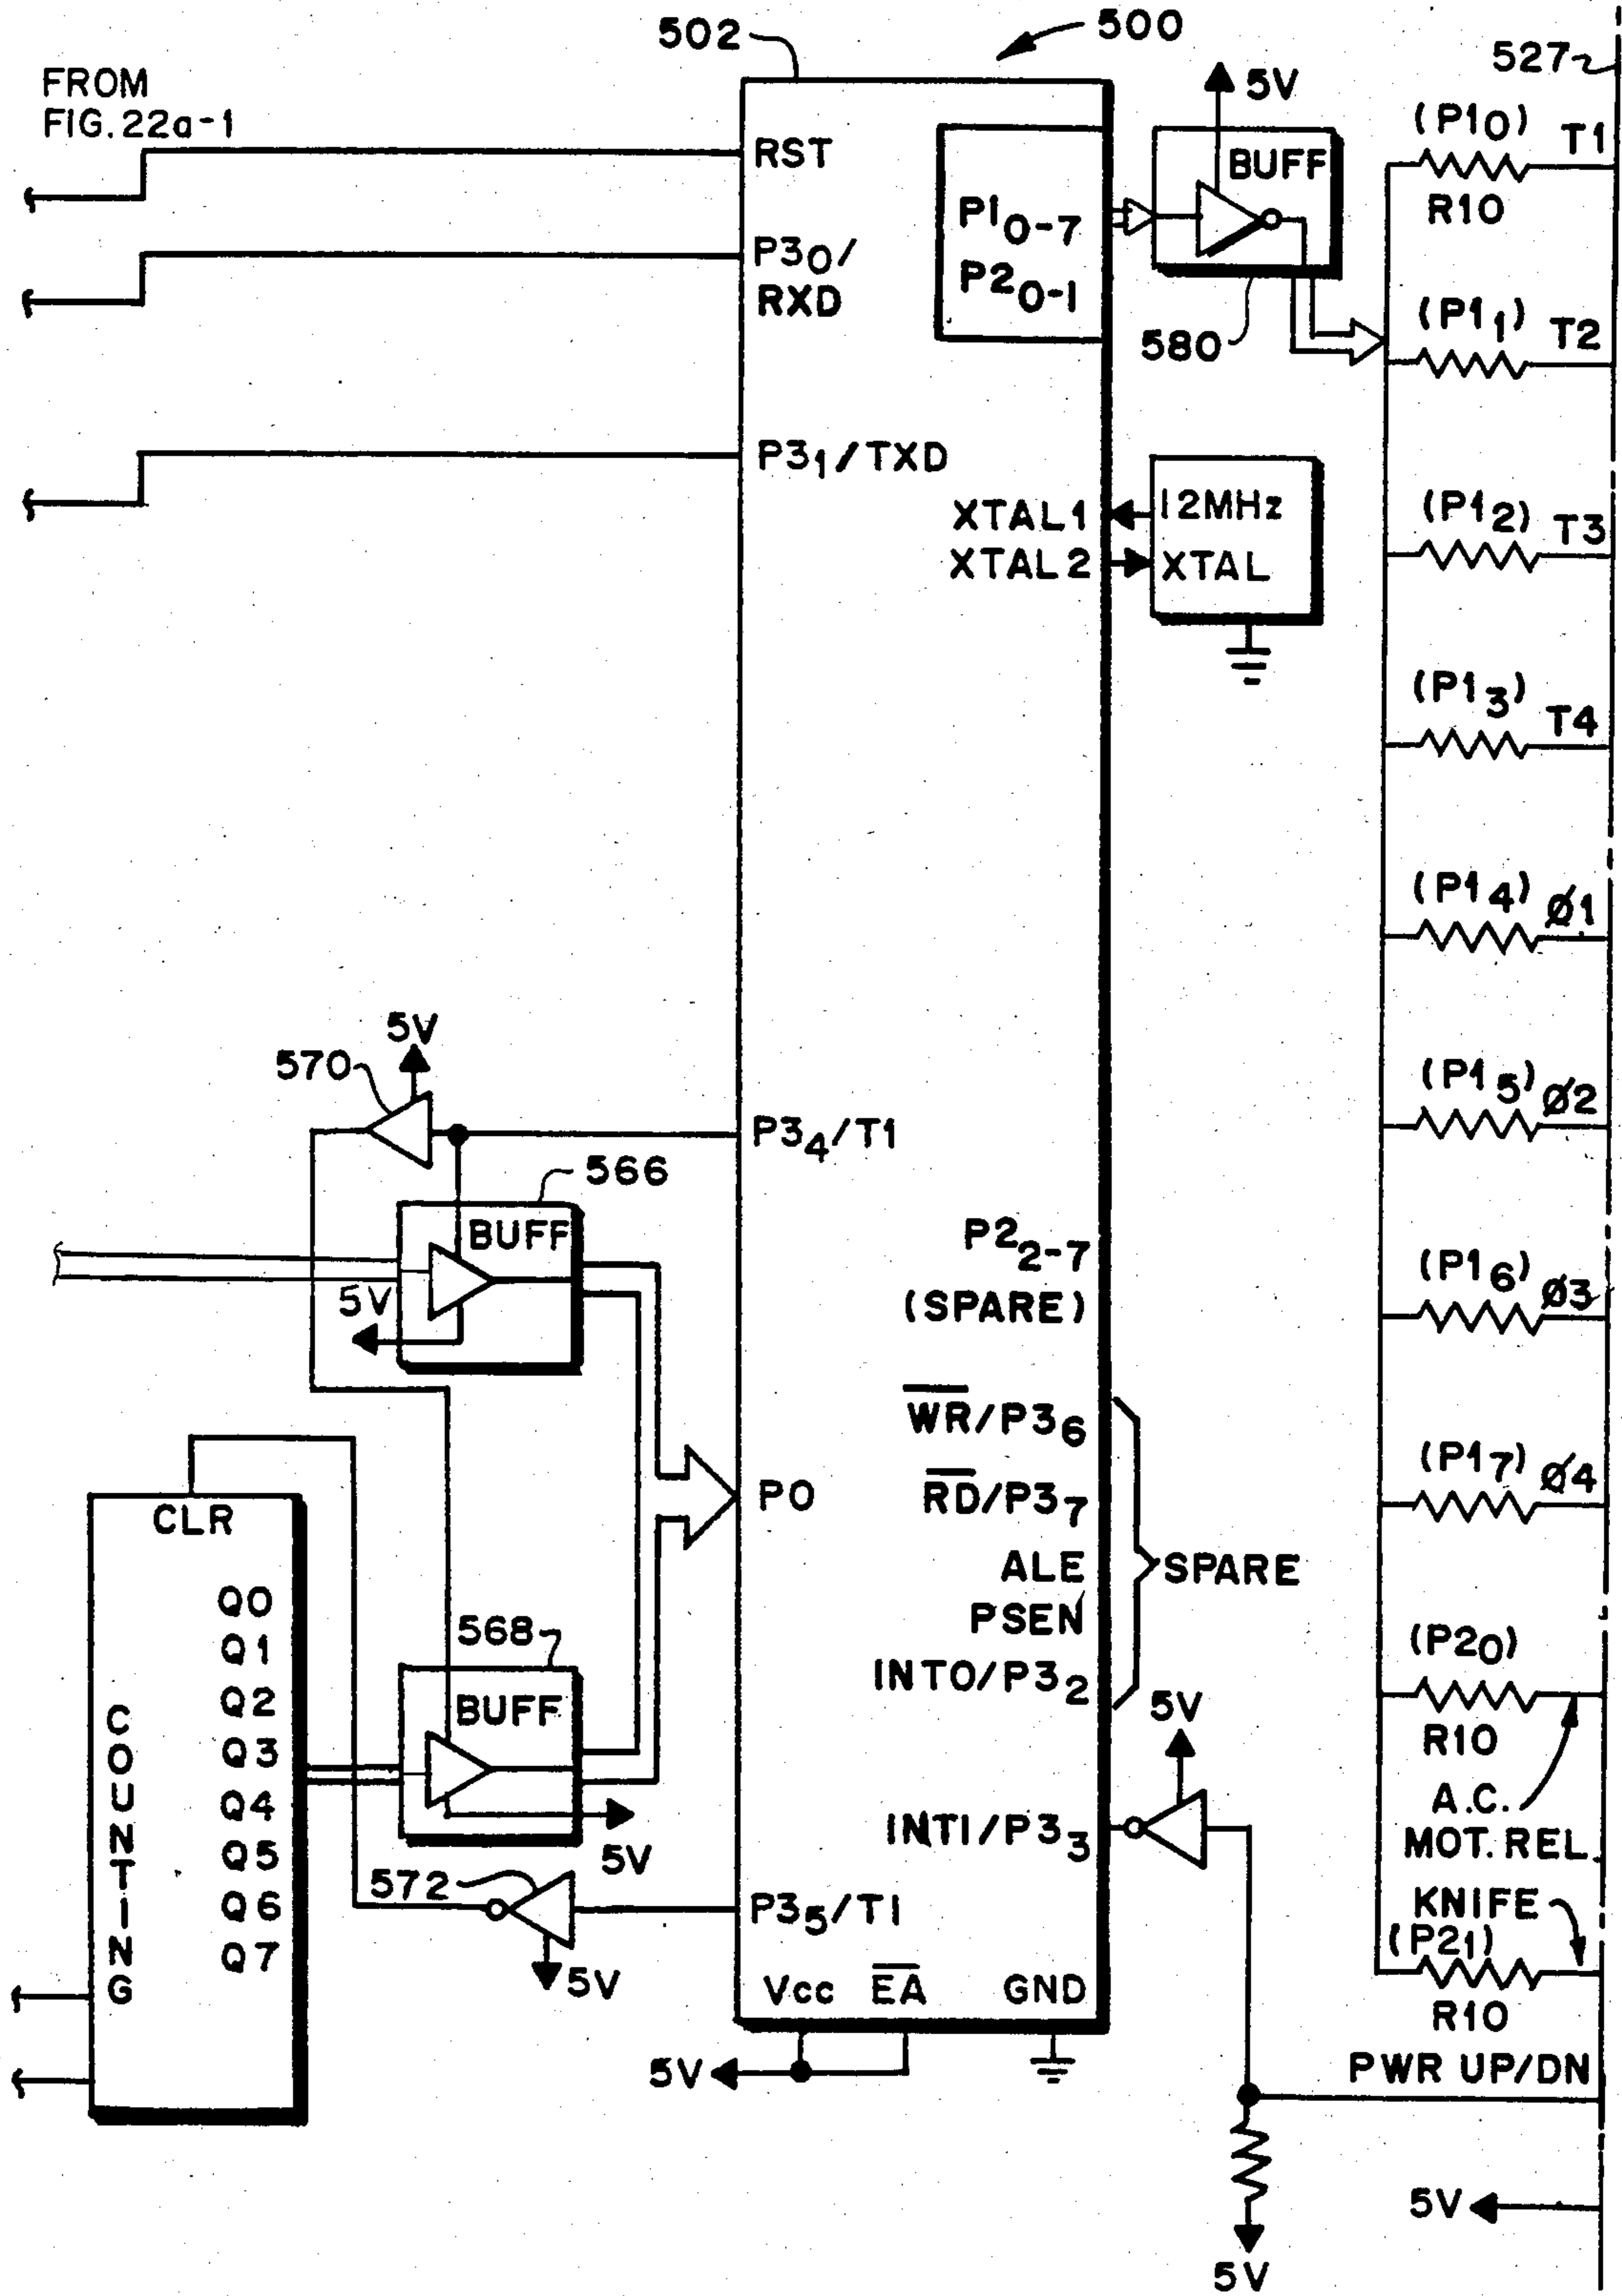 502
500
527
FROM
FIG. 22a-1
5V
(P10) T1
RST
BUFF
R10
P10-7
P30/
RXD
P20-1
580
(P11) T2
P31/TXD
XTAL1
12MHz
(P12) T3
XTAL2
XTAL
(P13) T4
(P14) Ø1
5V
570
(P15) Ø2
P34/T1
566
BUFF
P22-7
(SPARE)
5V
(P16) Ø3
WR/P36
(P17) Ø4
CLR
PO
RD/P37
ALE
SPARE
PSEN
Q0
Q1
568
INTO/P32
(P20)
Q2
BUFF
5V
R10
COUNTING
Q3
Q4
A.C.
MOT. REL.
INTI/P33
Q5
5V
572
Q6
P35/TI
KNIFE
(P21)
Q7
5V
Vcc
EA
GND
R10
5V
PWR UP/DN
5V
5V